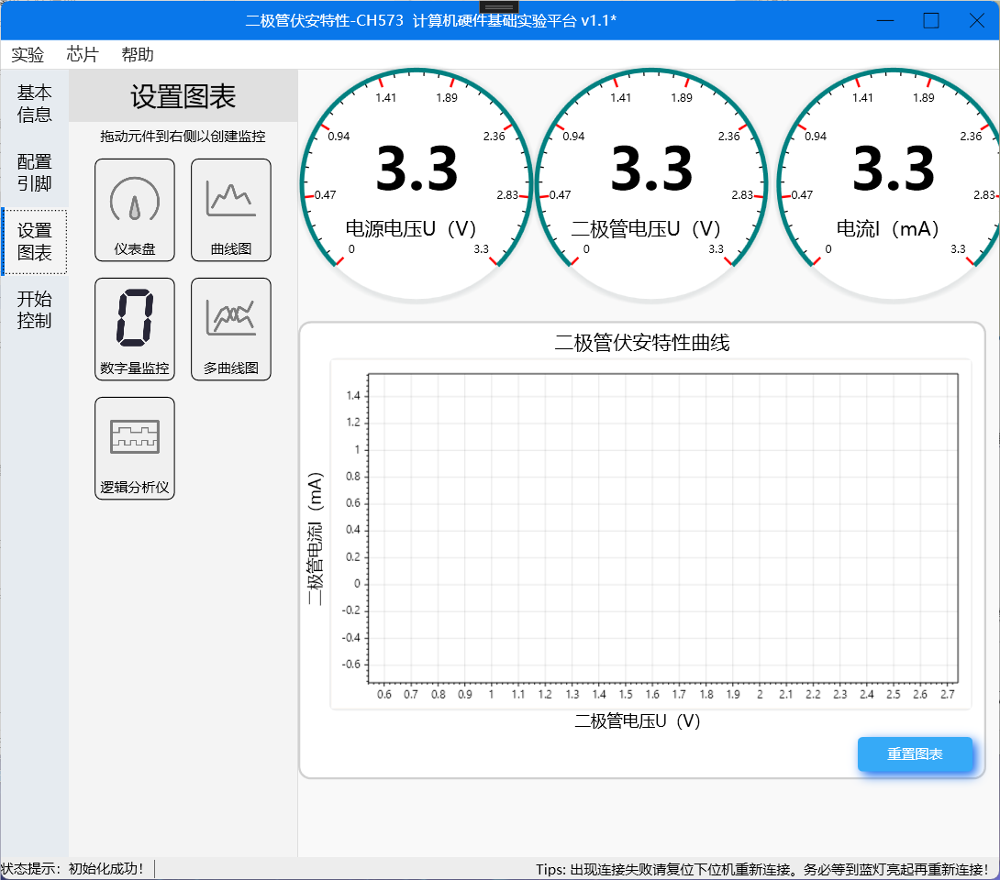 二极管伏安特性-CH573 计算机硬件基础实验平台 v1.1*
实验 芯片 帮助
基本
信息
配置
引脚
设置
图表
开始
控制
设置图表
拖动元件到右侧以创建监控
仪表盘
曲线图
数字量监控
多曲线图
逻辑分析仪
0
0.47
0.94
1.41
1.89
2.36
2.83
3.3
3.3
电源电压U（V）
0
0.47
0.94
1.41
1.89
2.36
2.83
3.3
3.3
二极管电压U（V）
0
0.47
0.94
1.41
1.89
2.36
2.83
3.3
3.3
电流I（mA）
二极管伏安特性曲线
二极管电流I（mA）
1.4
1.2
1
0.8
0.6
0.4
0.2
0
-0.2
-0.4
-0.6
0.6 0.7 0.8 0.9 1 1.1 1.2 1.3 1.4 1.5 1.6 1.7 1.8 1.9 2 2.1 2.2 2.3 2.4 2.5 2.6 2.7
二极管电压U（V）
重置图表
状态提示：初始化成功！
Tips: 出现连接失败请复位下位机重新连接。务必等到蓝灯亮起再重新连接！